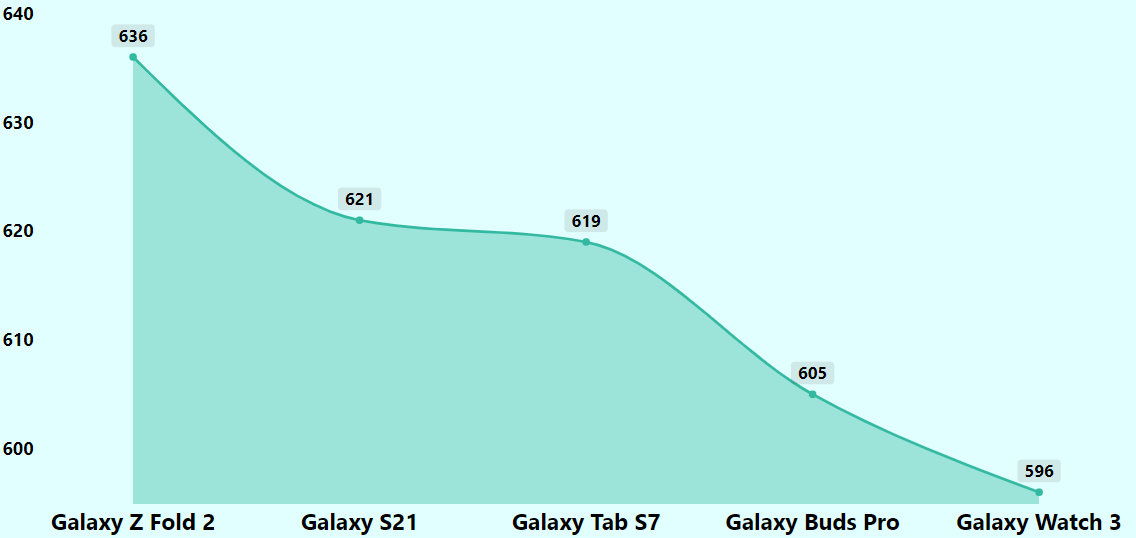 640
636
630
621
620
619
610
605
600
596
Galaxy Z Fold 2
Galaxy S21
Galaxy Tab S7
Galaxy Buds Pro
Galaxy Watch 3